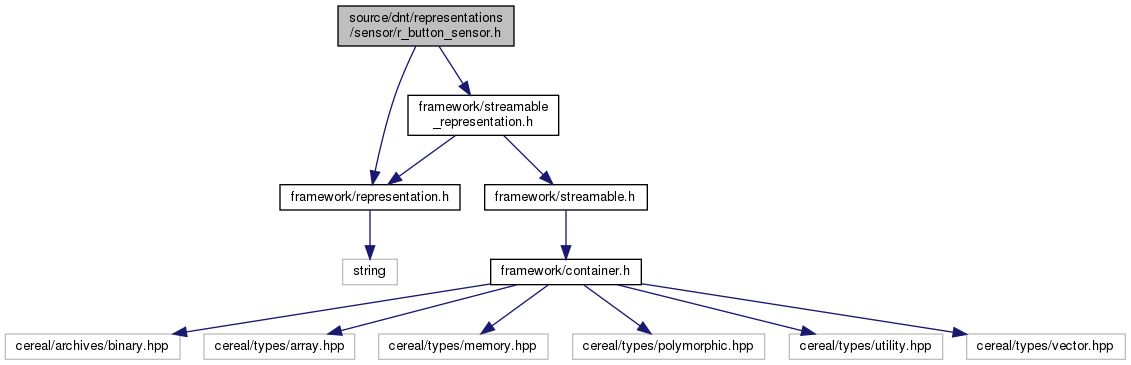 source/dnt/representations
/sensor/r_button_sensor.h
framework/streamable
_representation.h
framework/representation.h
framework/streamable.h
string
framework/container.h
cereal/archives/binary.hpp
cereal/types/array.hpp
cereal/types/memory.hpp
cereal/types/polymorphic.hpp
cereal/types/utility.hpp
cereal/types/vector.hpp